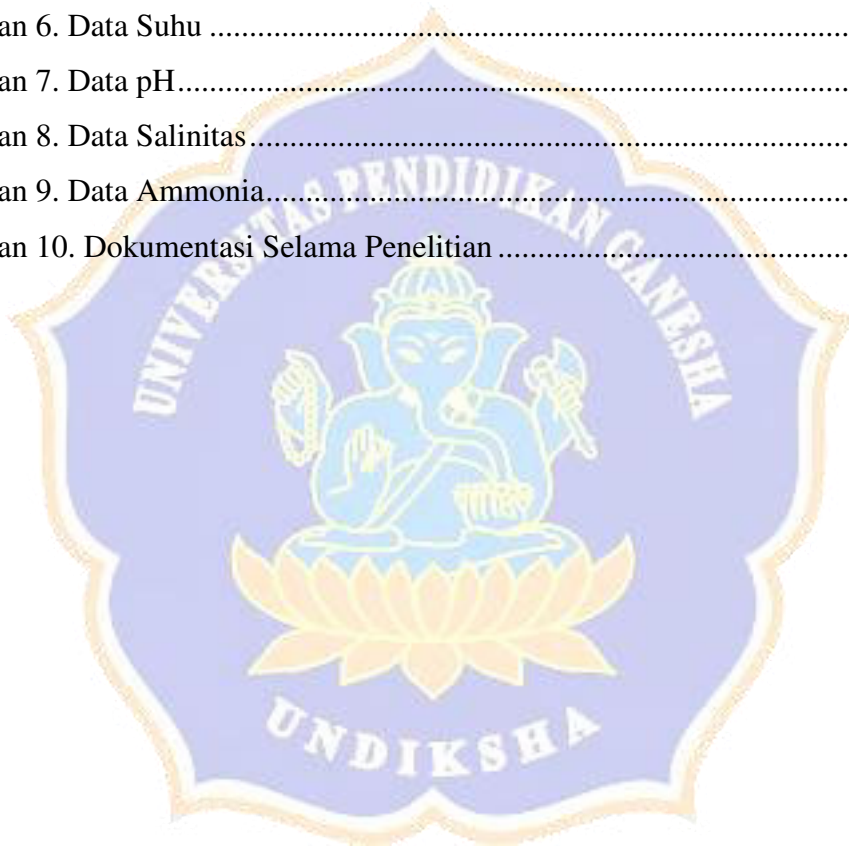 an 6. Data Suhu ................................................................................
an 7. Data pH....................................................................................
an 8. Data Salinitas...........................................................................
an 9. Data Ammonia.........................................................................
an 10. Dokumentasi Selama Penelitian ............................................
UNIVERSITAS PENDIDIKAN GANESHA
UNDIKSHA